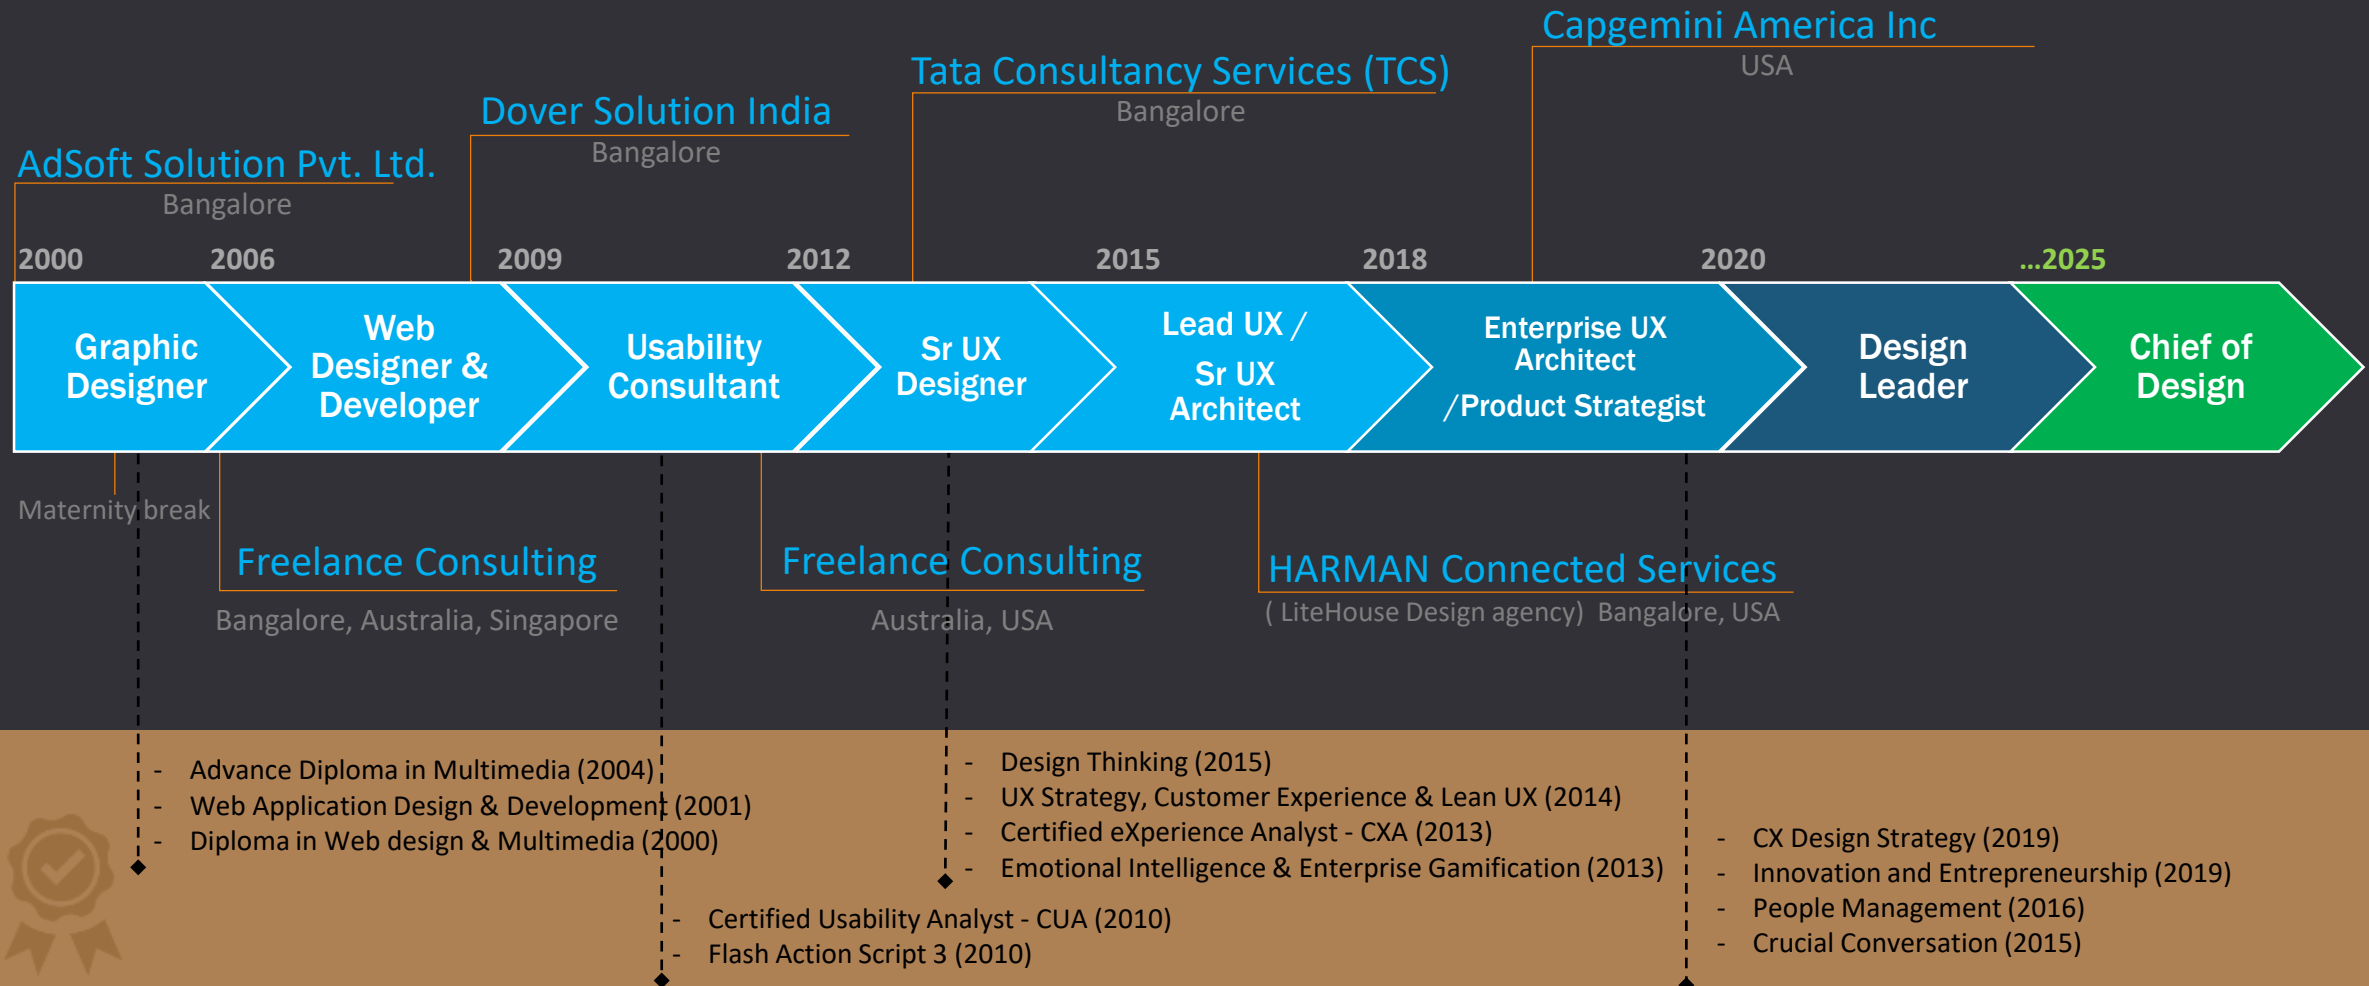 Capgemini America Inc
USA
Tata Consultancy Services (TCS)
Bangalore
Dover Solution India
Bangalore
AdSoft Solution Pvt. Ltd.
Bangalore
2000 2006 2009 2012 2015 2018 2020 ...2025
Graphic
Designer
Web
Designer &
Developer
Usability
Consultant
Sr UX
Designer
Lead UX /
Sr UX
Architect
Enterprise UX
Architect
/Product Strategist
Design
Leader
Chief of
Design
Maternity break
Freelance Consulting
Bangalore, Australia, Singapore
Freelance Consulting
Australia, USA
HARMAN Connected Services
( LiteHouse Design agency) Bangalore, USA
- Advance Diploma in Multimedia (2004)
- Web Application Design & Development (2001)
- Diploma in Web design & Multimedia (2000)
- Certified Usability Analyst - CUA (2010)
- Flash Action Script 3 (2010)
- Design Thinking (2015)
- UX Strategy, Customer Experience & Lean UX (2014)
- Certified eXperience Analyst - CXA (2013)
- Emotional Intelligence & Enterprise Gamification (2013)
- CX Design Strategy (2019)
- Innovation and Entrepreneurship (2019)
- People Management (2016)
- Crucial Conversation (2015)